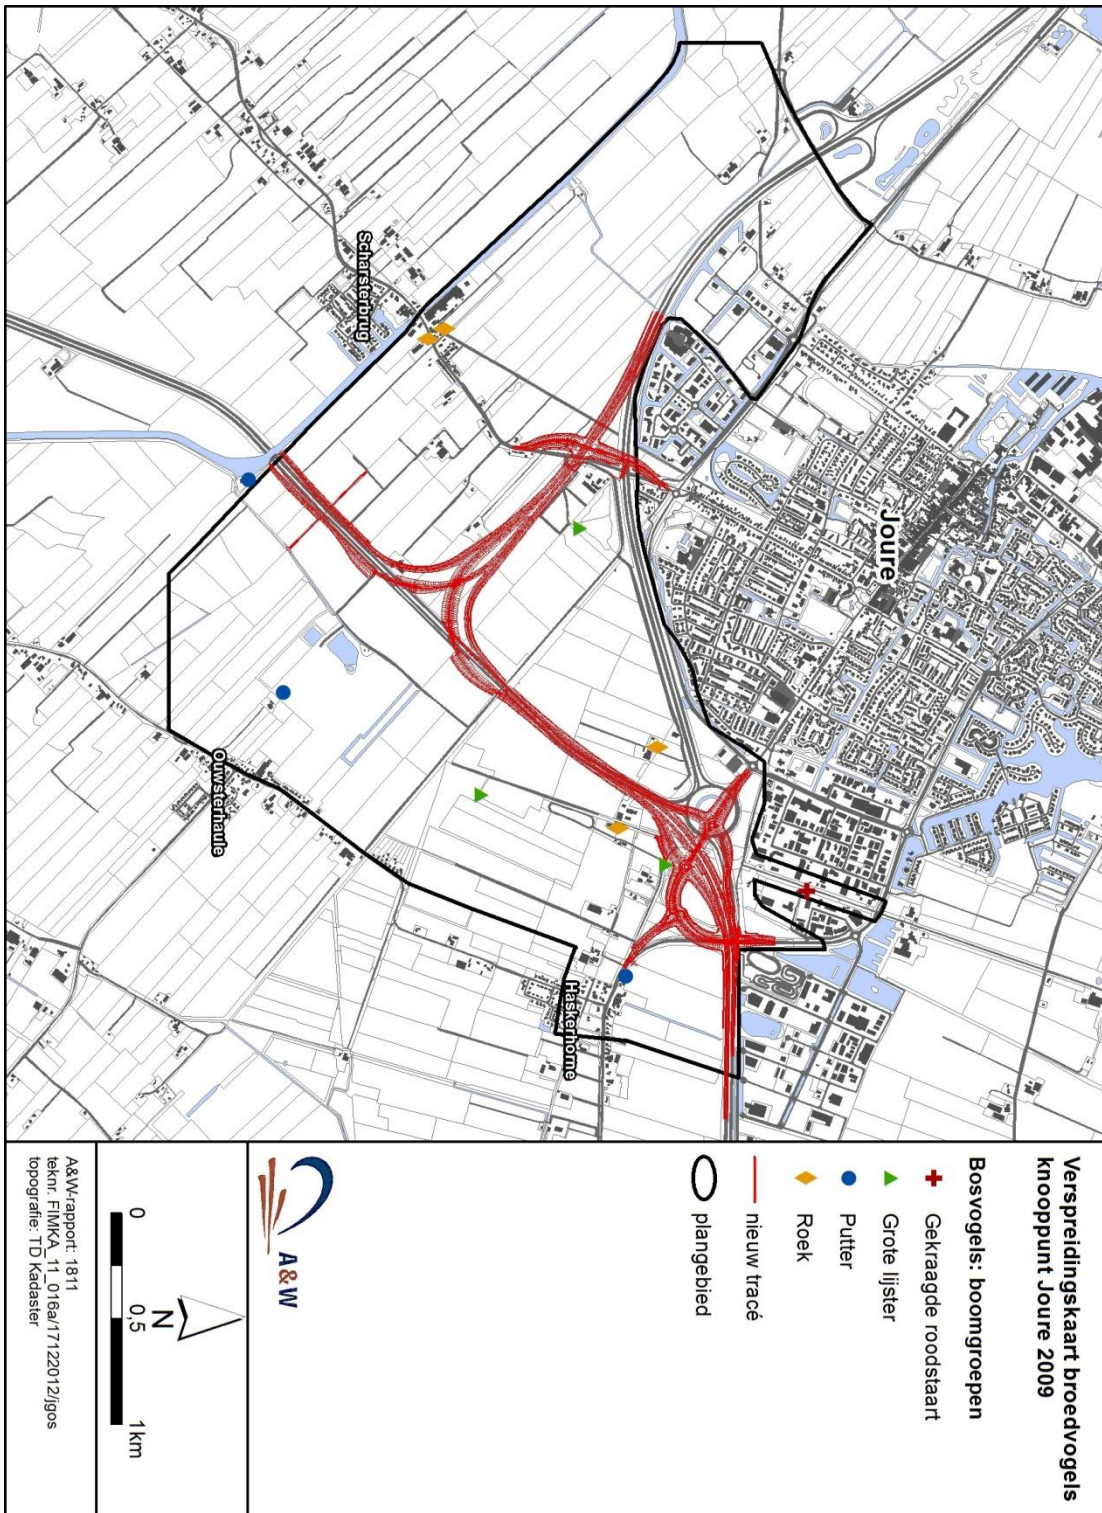 Verspreidingskaart broedvogels
knooppunt Joure 2009
Bosvogels: boomgroepen
Gekraagde roodstaart
Grote lijster
Putter
Roek
nieuw tracé
plangebied
A&W
N
0
0,5
1km
A&W-rapport: 1811
teknr. FIMKA_11_016a/17122012/jgos
topografie: TD Kadaster
Joure
Scharsterbrug
Ouwsterhaule
Haskerhorne